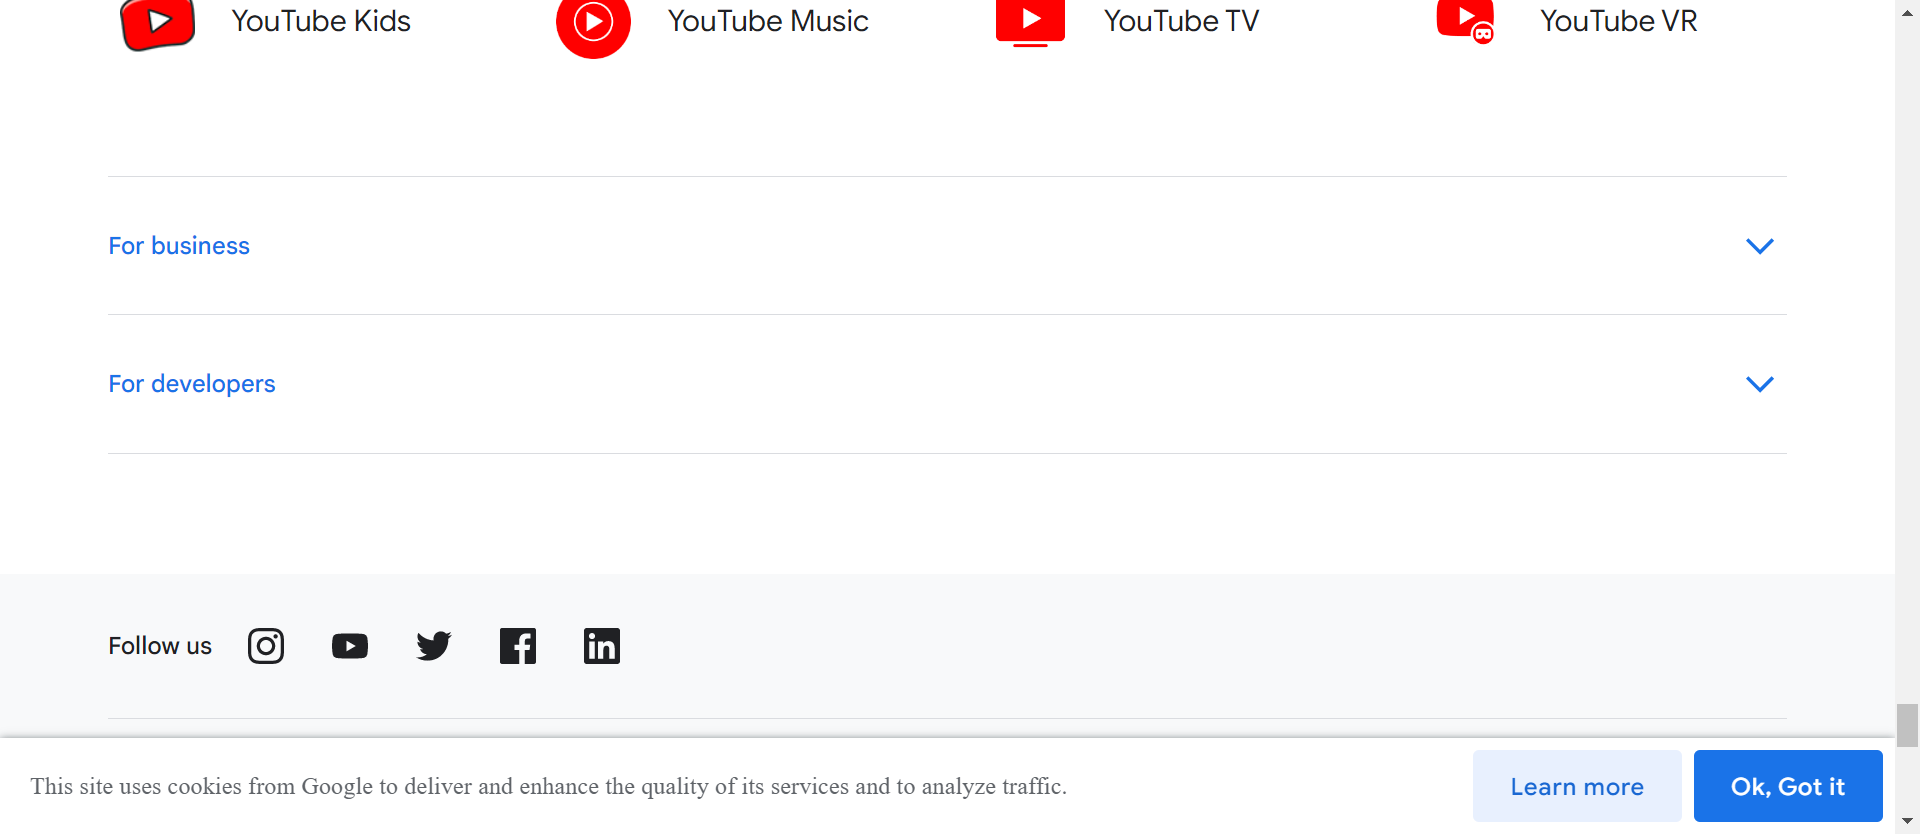 YouTube Kids
YouTube Music
YouTube TV
YouTube VR
For business
For developers
Follow us
This site uses cookies from Google to deliver and enhance the quality of its services and to analyze traffic.
Learn more
Ok, Got it